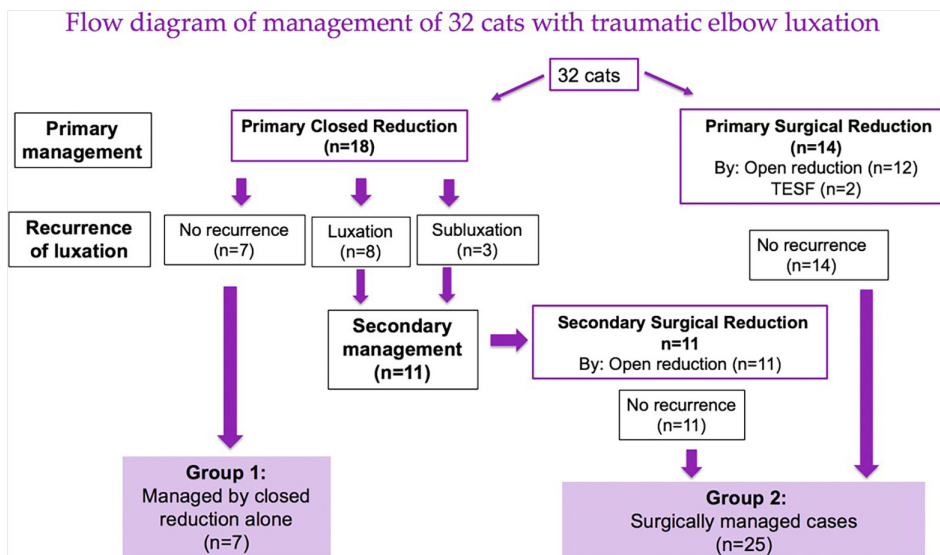 Flow diagram of management of 32 cats with traumatic elbow luxation
32 cats
Primary
management
Primary Closed Reduction
(n=18)
Primary Surgical Reduction
(n=14)
By: Open reduction (n=12)
TESF (n=2)
Recurrence
of luxation
No recurrence
(n=7)
Luxation
(n=8)
Subluxation
(n=3)
No recurrence
(n=14)
Secondary
management
(n=11)
Secondary Surgical Reduction
n=11
By: Open reduction (n=11)
No recurrence
(n=11)
Group 1:
Managed by closed
reduction alone
(n=7)
Group 2:
Surgically managed cases
(n=25)